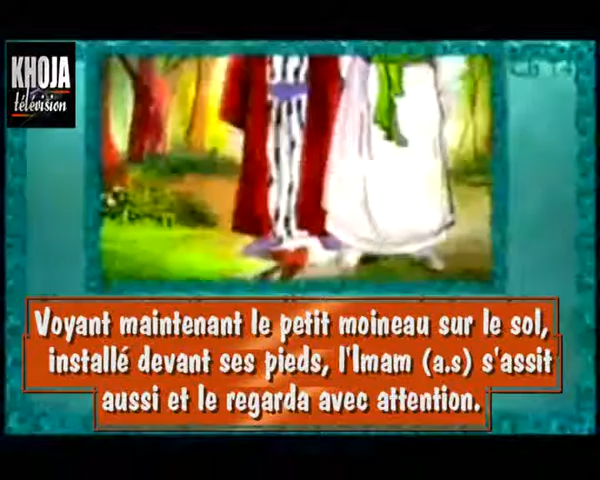 KHOJA
télévision
Voyant maintenant le petit moineau sur le sol,
installé devant ses pieds, l'Imam (a.s) s'assit
aussi et le regarda avec attention.